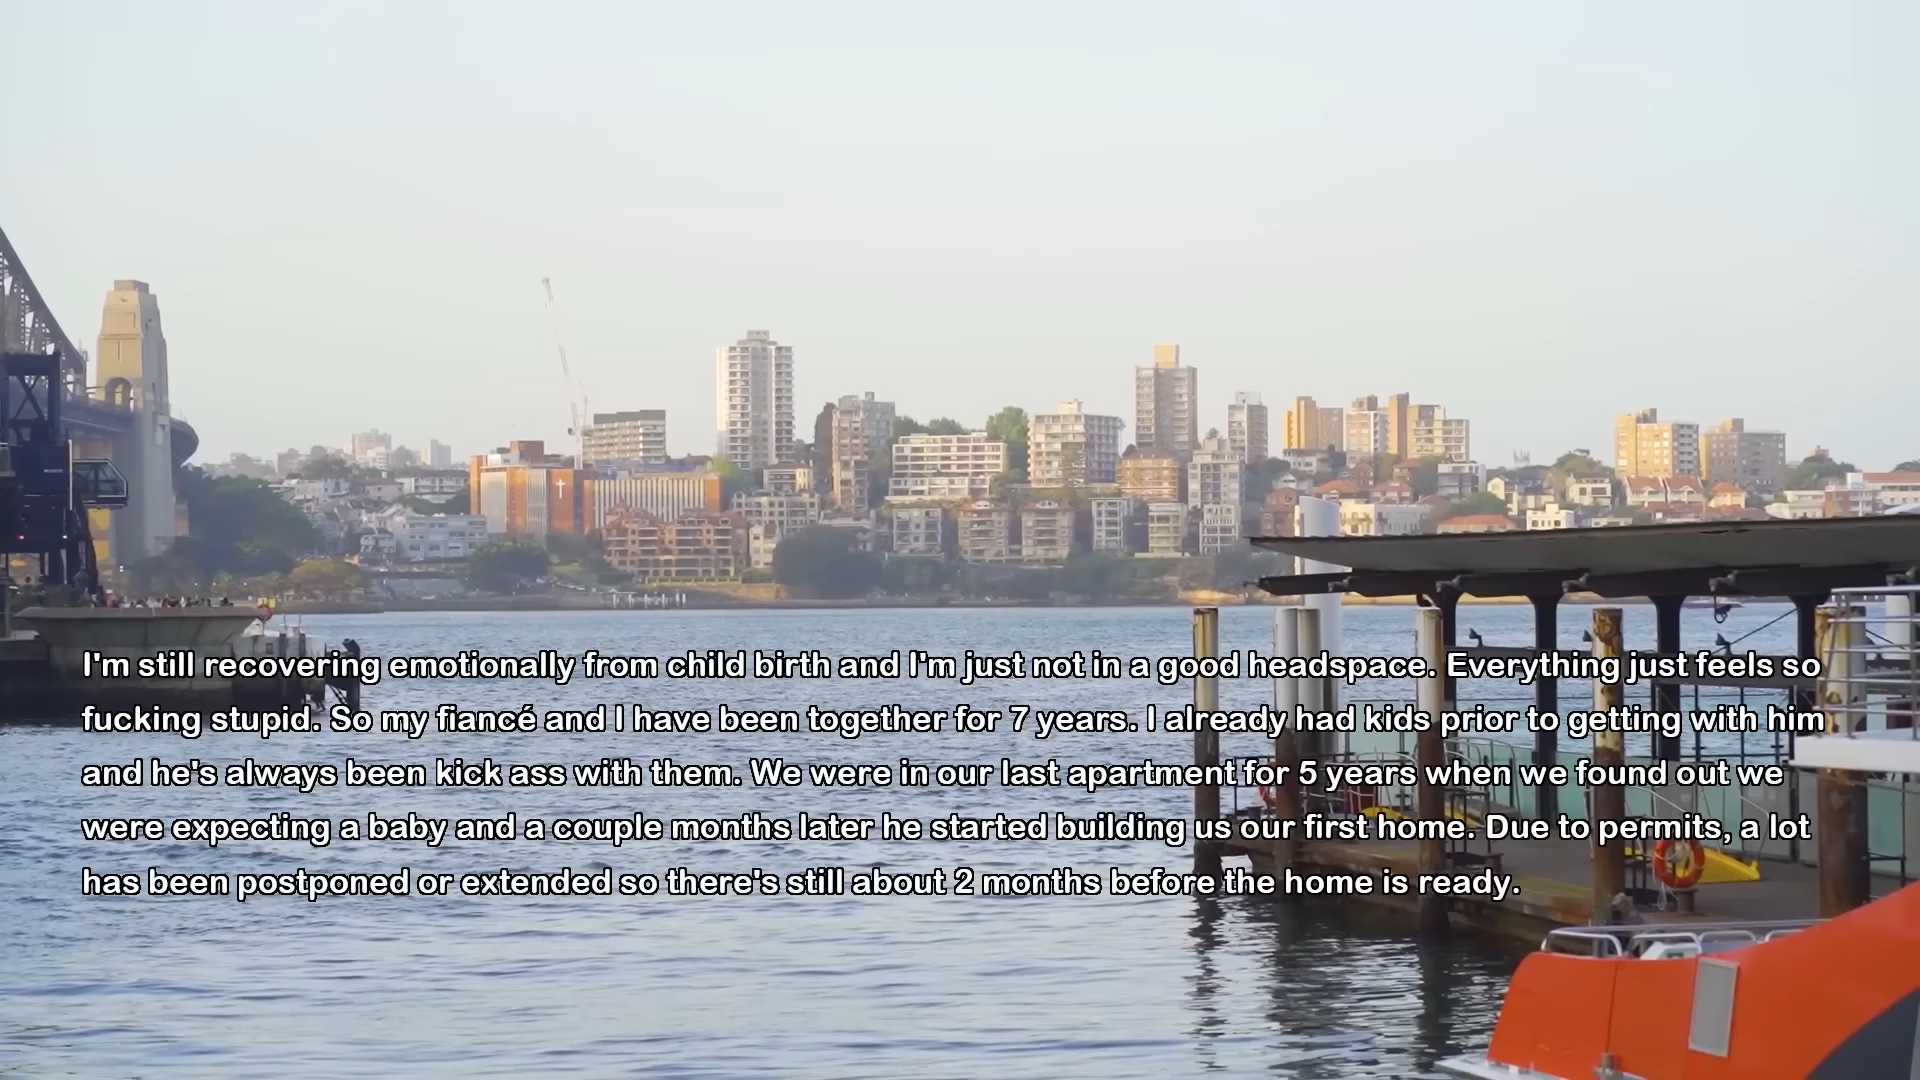 I'm still recovering emotionally from child birth and I'm just not in a good headspace. Everything just feels so
fucking stupid. So my fiancé and I have been together for 7 years. I already had kids prior to getting with him
and he's always been kick ass with them. We were in our last apartment for 5 years when we found out we
were expecting a baby and a couple months later he started building us our first home. Due to permits, a lot
has been postponed or extended so there's still about 2 months before the home is ready.